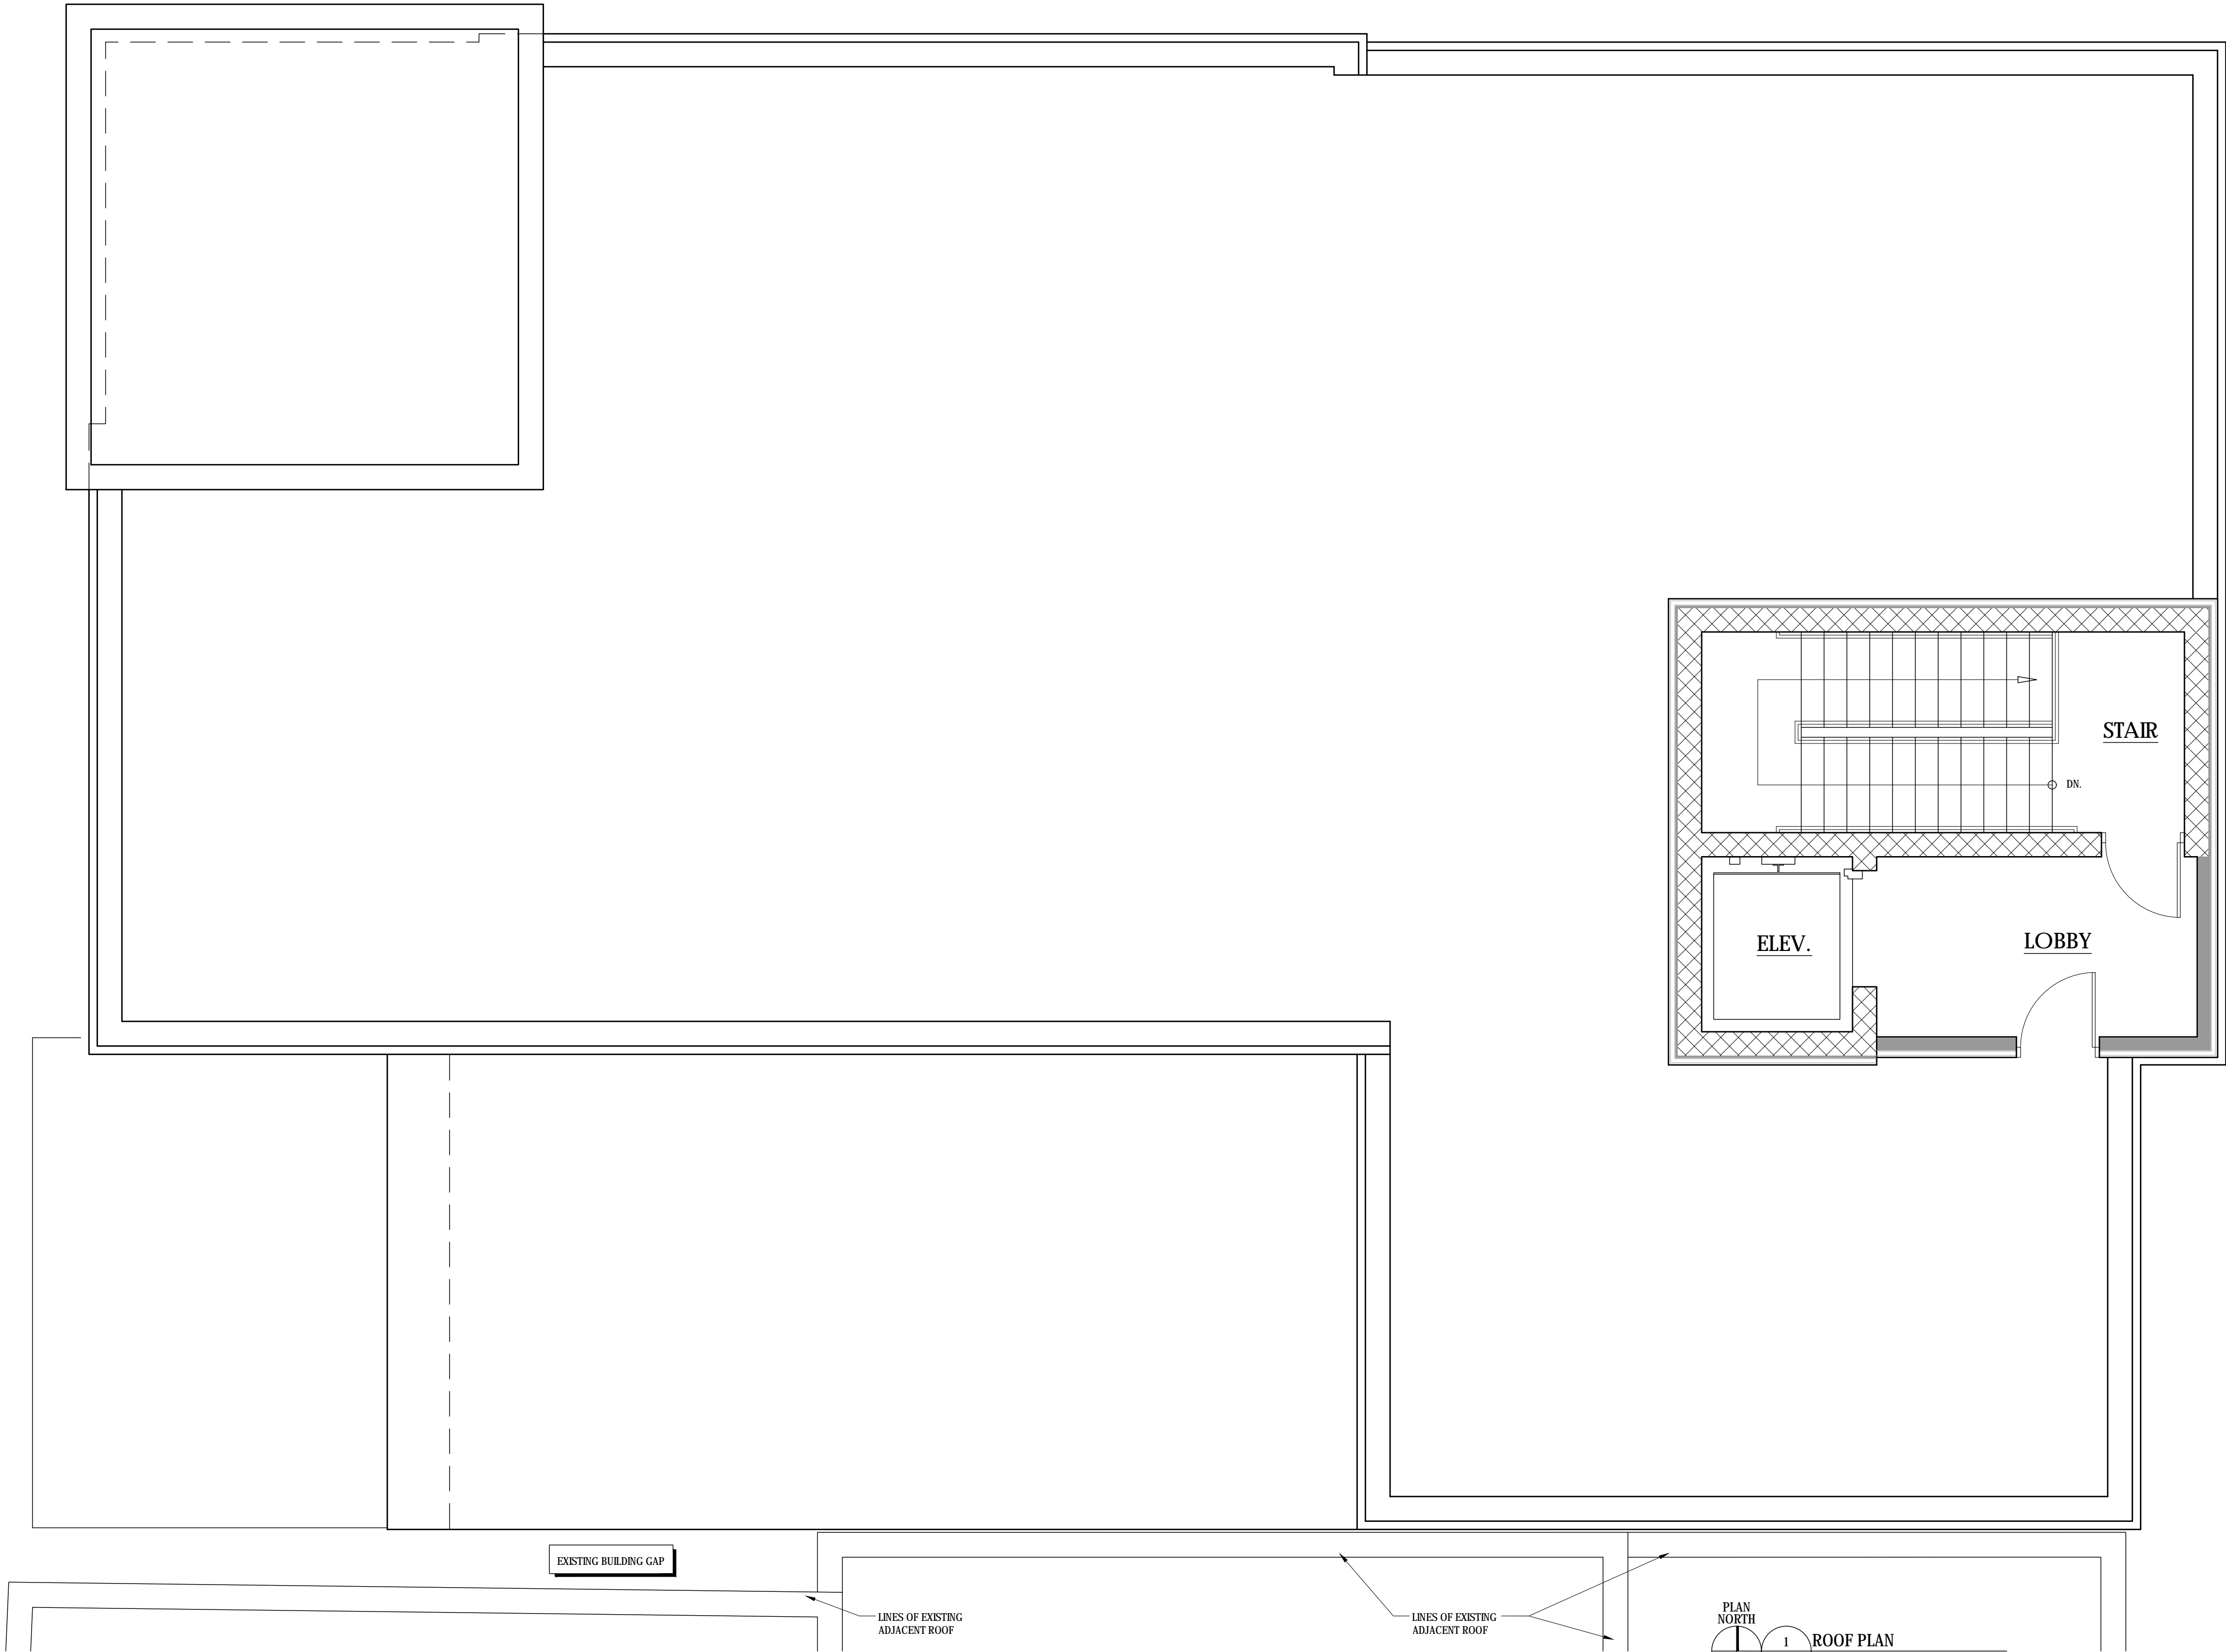 STAIR
DN.
ELEV.
LOBBY
EXISTING BUILDING GAP
LINES OF EXISTING
ADJACENT ROOF
LINES OF EXISTING
ADJACENT ROOF
PLAN
NORTH
1
ROOF PLAN